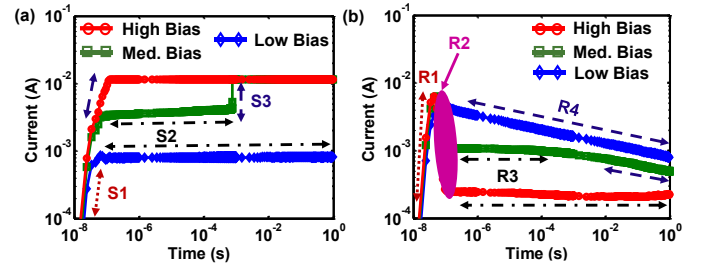 (a)
High Bias
Med. Bias
Low Bias
Current (A)
10⁻²
10⁻³
10⁻⁴
S1
S2
S3
10⁻⁸ 10⁻⁶ 10⁻⁴ 10⁻² 10⁰
Time (s)
(b)
R2
High Bias
Med. Bias
Low Bias
Current (A)
10⁻¹
10⁻²
10⁻³
10⁻⁴
R1
R4
R3
10⁻⁸ 10⁻⁶ 10⁻⁴ 10⁻² 10⁰
Time (s)